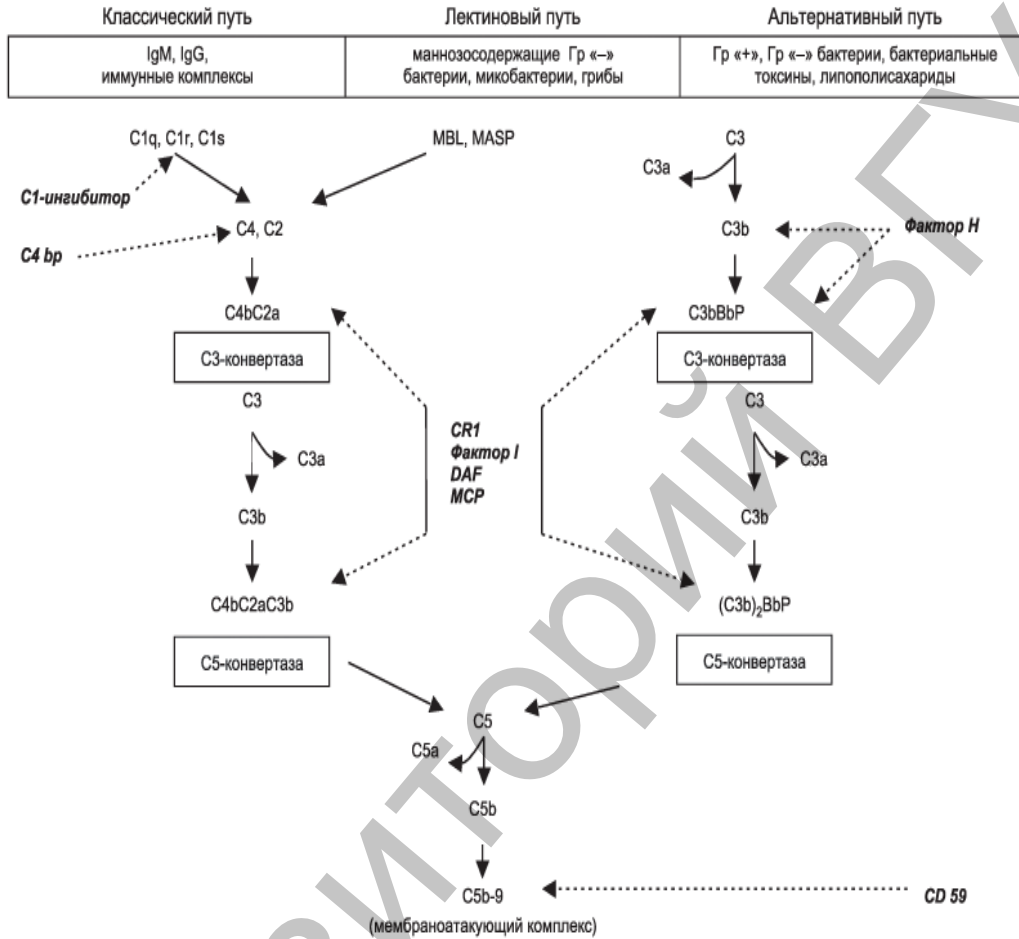 Классический путь
Лектиновый путь
Альтернативный путь
IgM, IgG,
иммунные комплексы
маннозосодержащие Гр «–»
бактерии, микобактерии, грибы
Гр «+», Гр «–» бактерии, бактериальные
токсины, липополисахариды
C1q, C1r, C1s
MBL, MASP
C3
C3a
C1-ингибитор
C4, C2
C3b
Фактор H
C4 bp
C4bC2a
C3bBbP
C3-конвертаза
C3-конвертаза
C3
C3
CR1
Фактор I
DAF
MCP
C3a
C3a
C3b
C3b
C4bC2aC3b
(C3b)₂BbP
C5-конвертаза
C5-конвертаза
C5
C5a
C5b
C5b-9
CD 59
(мембраноатакующий комплекс)
иторий ВГУ